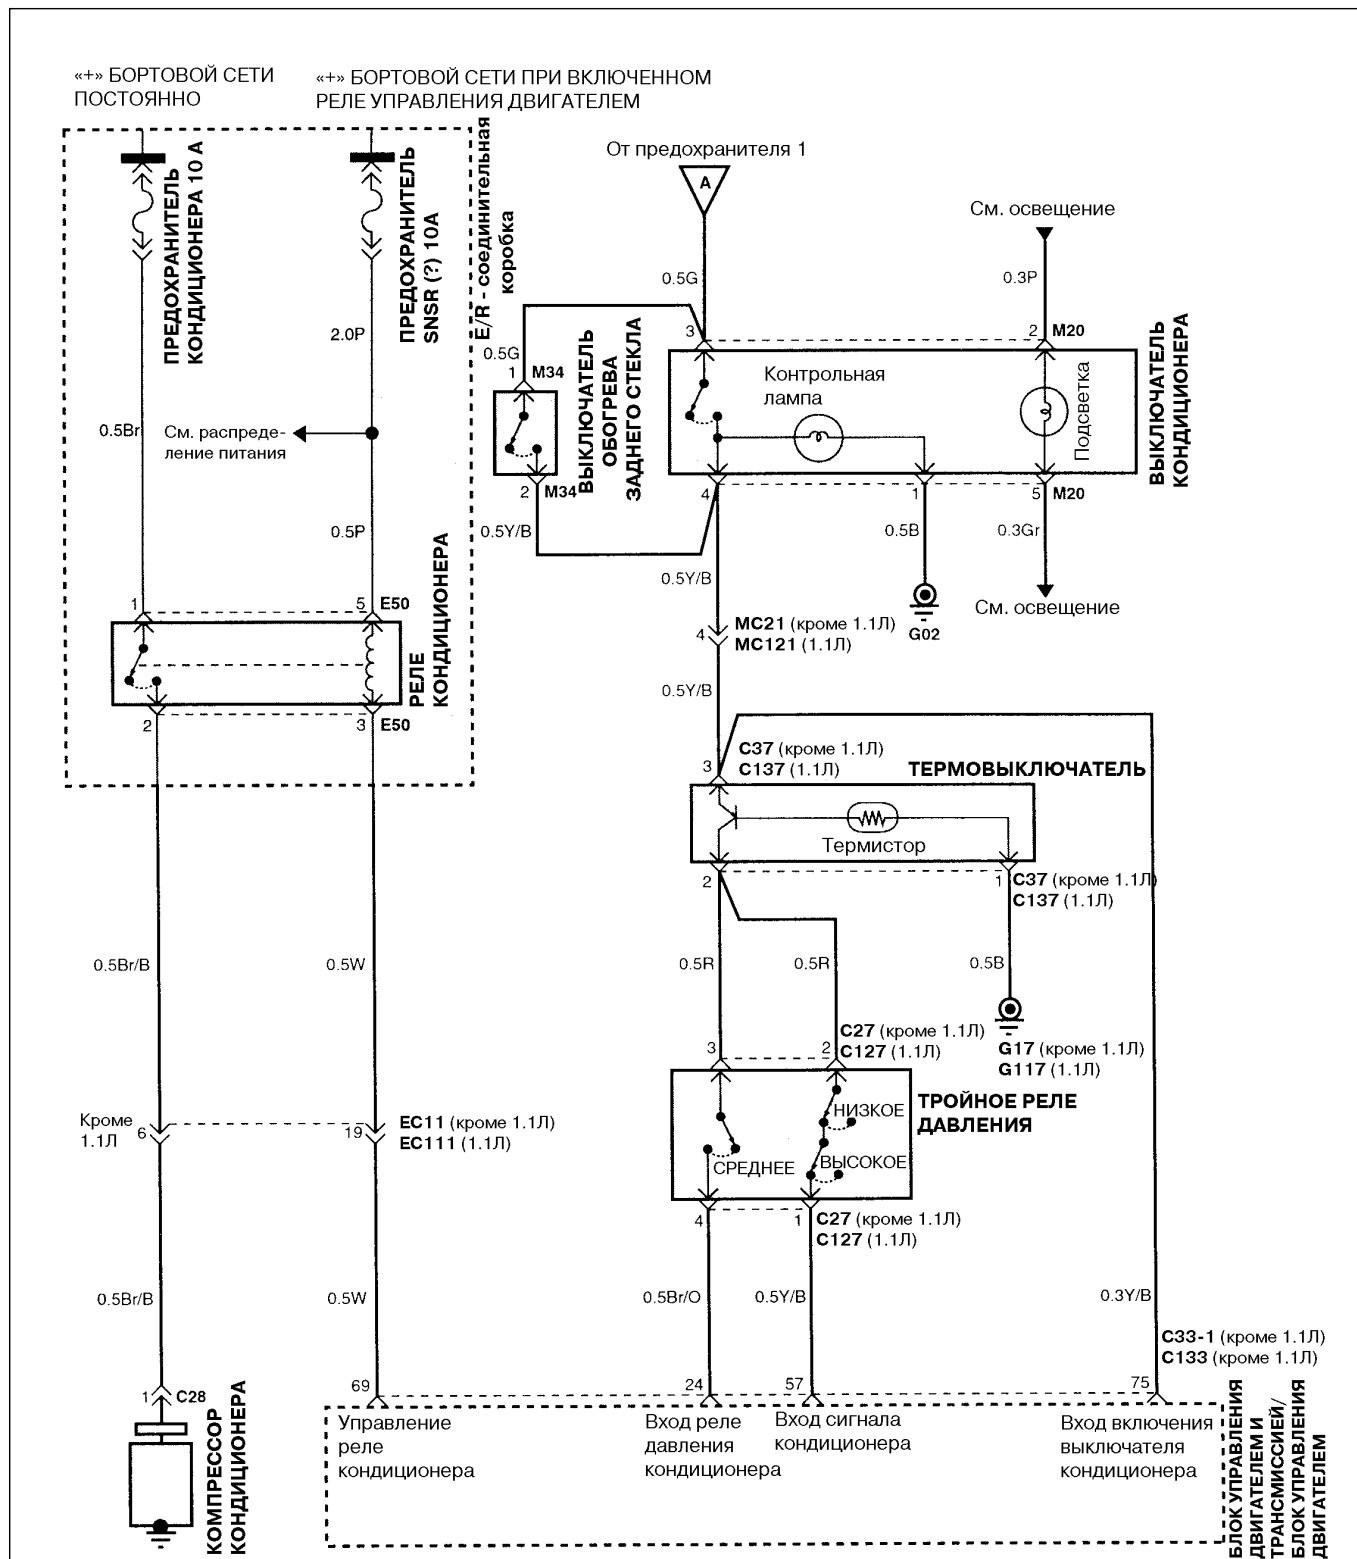 «+» БОРТОВОЙ СЕТИ
ПОСТОЯННО
«+» БОРТОВОЙ СЕТИ ПРИ ВКЛЮЧЕННОМ
РЕЛЕ УПРАВЛЕНИЯ ДВИГАТЕЛЕМ
ПРЕДОХРАНИТЕЛЬ
КОНДИЦИОНЕРА 10 А
ПРЕДОХРАНИТЕЛЬ
SNSR (?) 10А
E/R - соединительная
коробка
От предохранителя 1
A
См. освещение
0.5G
0.3P
2.0P
0.5G
1
M34
ВЫКЛЮЧАТЕЛЬ
ОБОГРЕВА
ЗАДНЕГО СТЕКЛА
3
2
M20
Контрольная
лампа
Подсветка
ВЫКЛЮЧАТЕЛЬ
КОНДИЦИОНЕРА
0.5Br
См. распреде-
ление питания
2
M34
4
1
5
M20
0.5P
0.5Y/B
0.5B
0.3Gr
0.5Y/B
G02
См. освещение
1
5
E50
РЕЛЕ
КОНДИЦИОНЕРА
2
3
E50
4
MC21 (кроме 1.1Л)
MC121 (1.1Л)
0.5Y/B
3
C37 (кроме 1.1Л)
C137 (1.1Л)
ТЕРМОВЫКЛЮЧАТЕЛЬ
Термистор
2
1
C37 (кроме 1.1Л)
C137 (1.1Л)
0.5Br/B
0.5W
0.5R
0.5R
0.5B
G17 (кроме 1.1Л)
G117 (1.1Л)
3
2
C27 (кроме 1.1Л)
C127 (1.1Л)
ТРОЙНОЕ РЕЛЕ
ДАВЛЕНИЯ
НИЗКОЕ
СРЕДНЕЕ
ВЫСОКОЕ
Кроме
1.1Л
6
19
EC11 (кроме 1.1Л)
EC111 (1.1Л)
4
1
C27 (кроме 1.1Л)
C127 (1.1Л)
0.5Br/B
0.5W
0.5Br/O
0.5Y/B
0.3Y/B
C33-1 (кроме 1.1Л)
C133 (кроме 1.1Л)
1
C28
КОМПРЕССОР
КОНДИЦИОНЕРА
69
24
57
75
Управление
реле
кондиционера
Вход реле
давления
кондиционера
Вход сигнала
кондиционера
Вход включения
выключателя
кондиционера
БЛОК УПРАВЛЕНИЯ
ДВИГАТЕЛЕМ И
ТРАНСМИССИЕЙ/
БЛОК УПРАВЛЕНИЯ
ДВИГАТЕЛЕМ